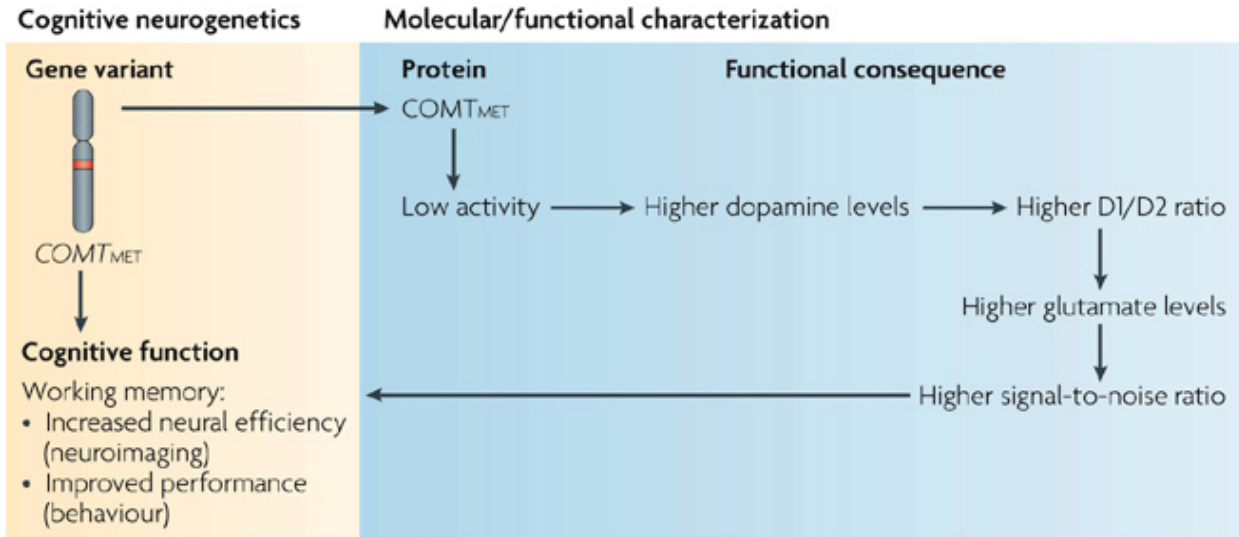 Cognitive neurogenetics
Molecular/functional characterization
Gene variant
Protein
Functional consequence
COMTMET
Low activity
Higher dopamine levels
Higher D1/D2 ratio
COMTMET
Higher glutamate levels
Cognitive function
Working memory:
Higher signal-to-noise ratio
• Increased neural efficiency
(neuroimaging)
• Improved performance
(behaviour)